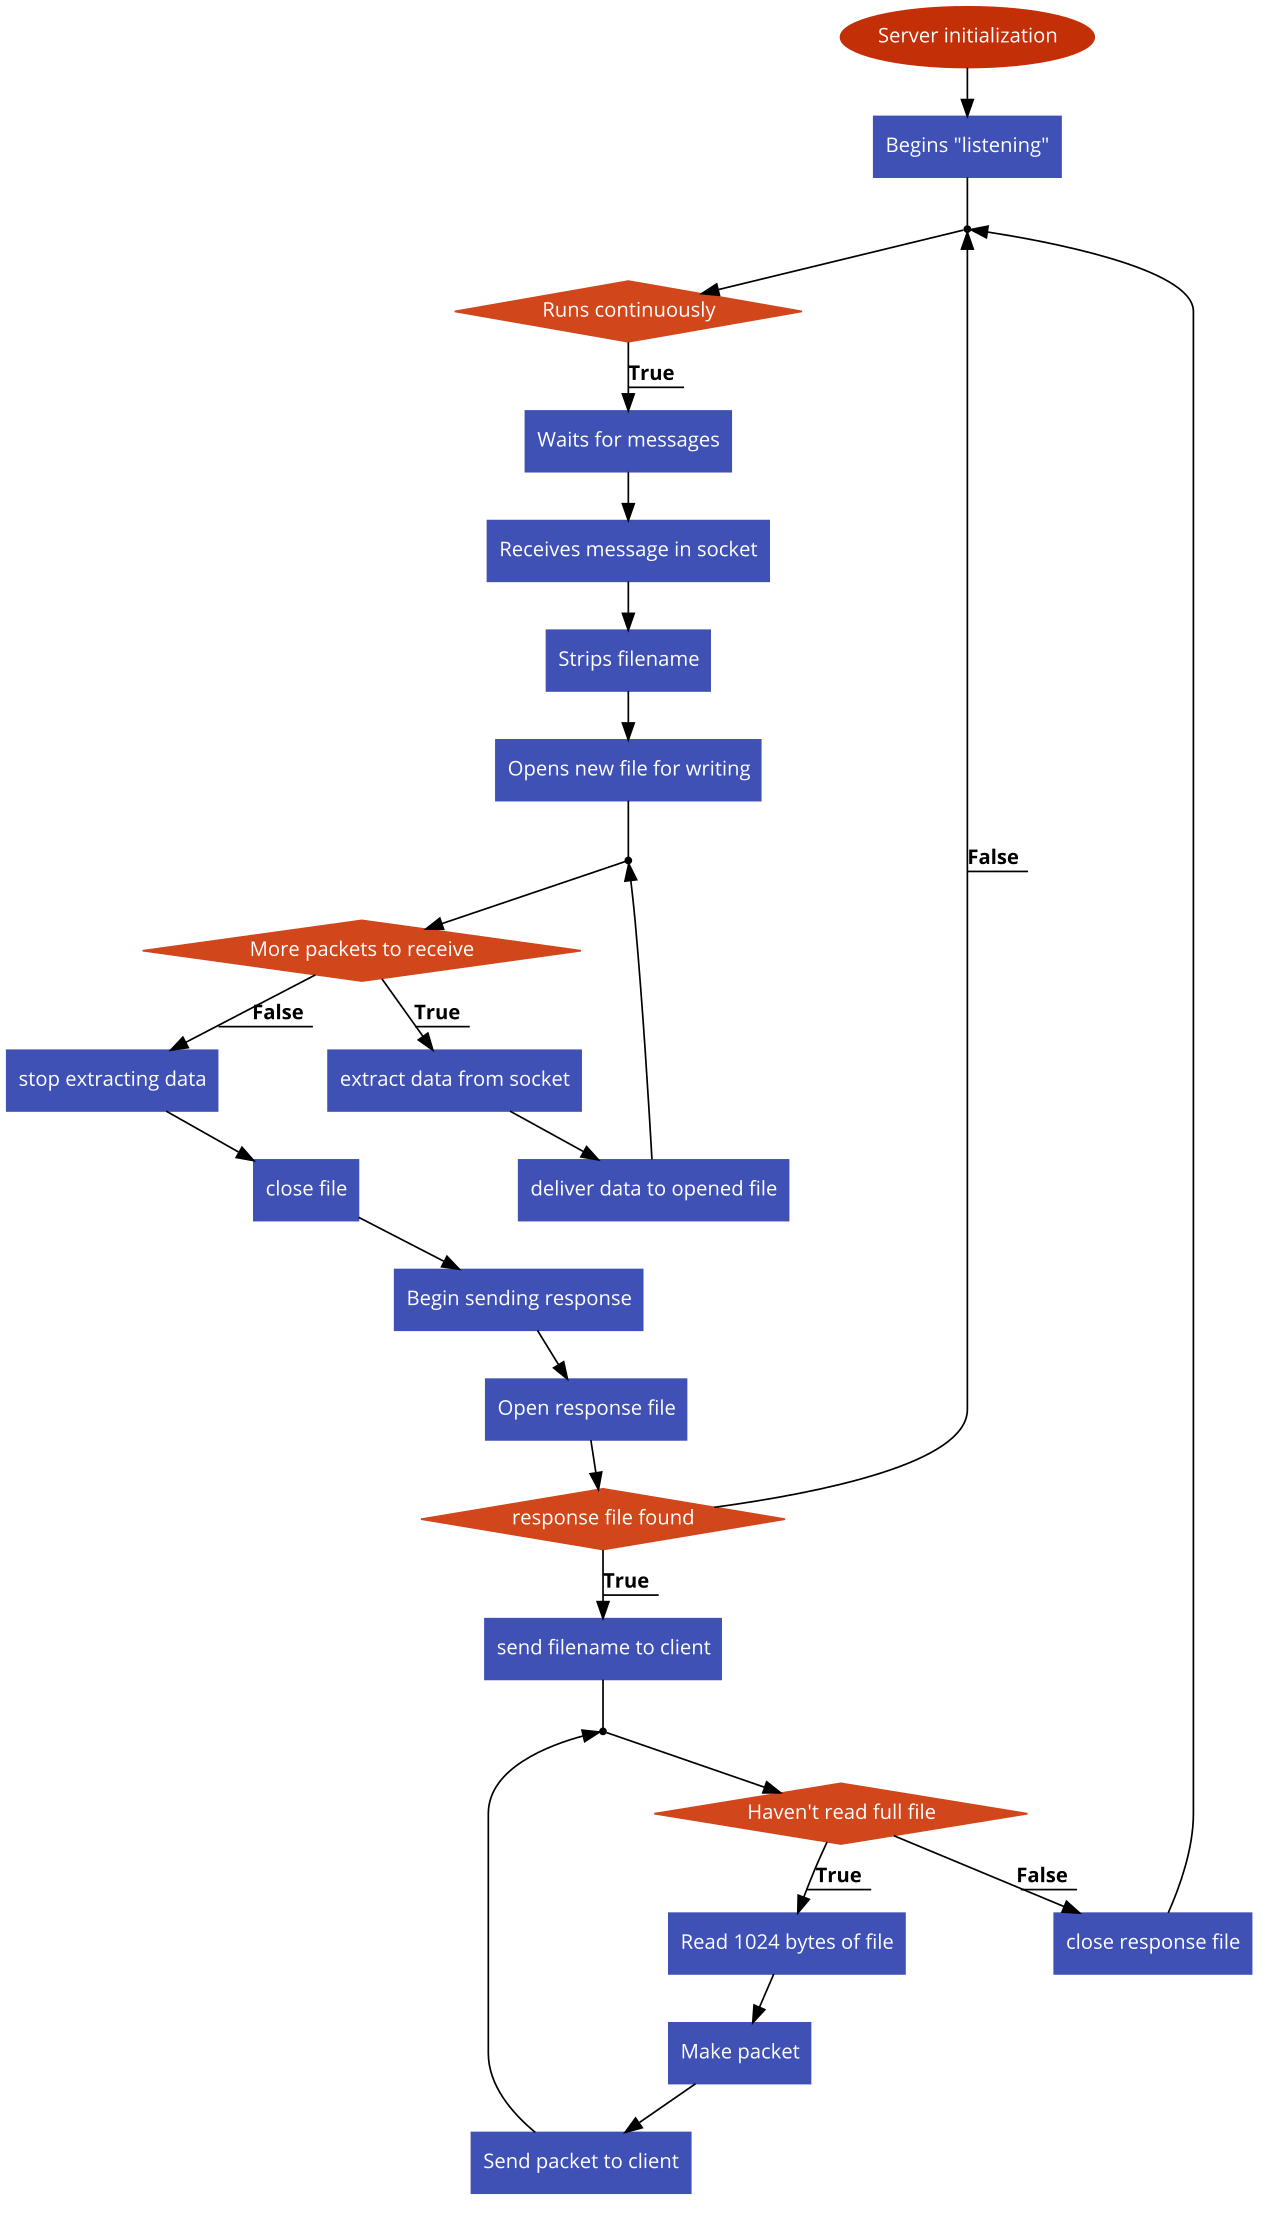 Server initialization
Begins "listening"
Runs continuously
True
Waits for messages
Receives message in socket
Strips filename
Opens new file for writing
False
More packets to receive
False
True
stop extracting data
extract data from socket
close file
deliver data to opened file
Begin sending response
Open response file
response file found
True
send filename to client
Haven't read full file
True
False
Read 1024 bytes of file
close response file
Make packet
Send packet to client